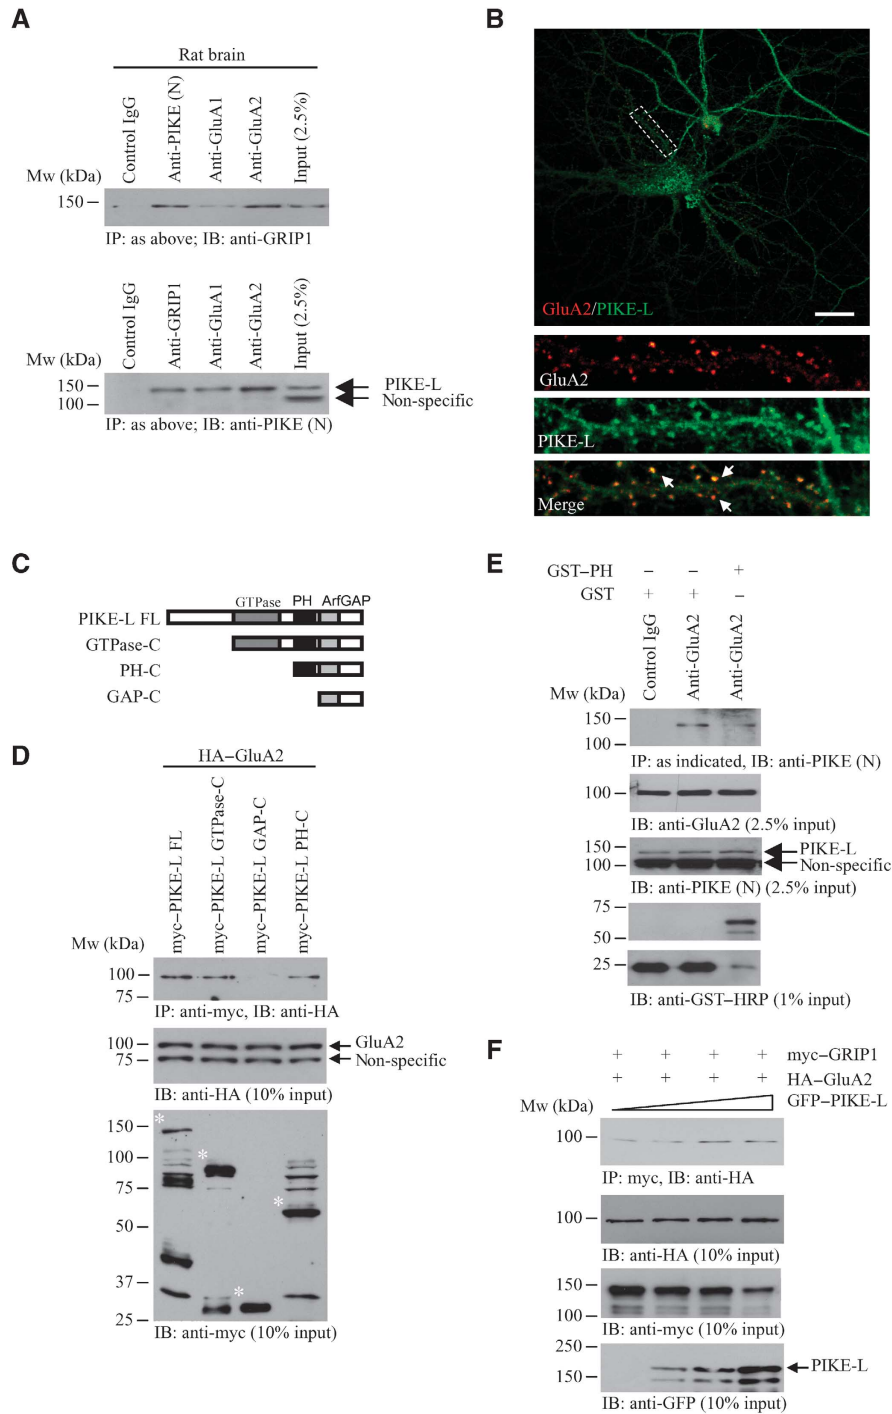 A
Rat brain
Control IgG
Anti-PIKE (N)
Anti-GluA1
Anti-GluA2
Input (2.5%)
Mw (kDa)
150
IP: as above; IB: anti-GRIP1
Control IgG
Anti-GRIP1
Anti-GluA1
Anti-GluA2
Input (2.5%)
Mw (kDa)
150
100
PIKE-L
Non-specific
IP: as above; IB: anti-PIKE (N)
B
GluA2/PIKE-L
GluA2
PIKE-L
Merge
C
GTPase PH ArfGAP
PIKE-L FL
GTPase-C
PH-C
GAP-C
D
HA–GluA2
myc–PIKE-L FL
myc–PIKE-L GTPase-C
myc–PIKE-L GAP-C
myc–PIKE-L PH-C
Mw (kDa)
100
75
IP: anti-myc, IB: anti-HA
100
75
GluA2
Non-specific
IB: anti-HA (10% input)
150
100
75
50
37
25
*
*
*
*
IB: anti-myc (10% input)
E
GST–PH – – +
GST + + –
Control IgG
Anti-GluA2
Anti-GluA2
Mw (kDa)
150
100
IP: as indicated, IB: anti-PIKE (N)
100
IB: anti-GluA2 (2.5% input)
150
100
PIKE-L
Non-specific
IB: anti-PIKE (N) (2.5% input)
75
50
25
IB: anti-GST–HRP (1% input)
F
+ + + + myc–GRIP1
+ + + + HA–GluA2
GFP–PIKE-L
Mw (kDa)
100
IP: myc, IB: anti-HA
100
IB: anti-HA (10% input)
150
100
IB: anti-myc (10% input)
250
150
PIKE-L
IB: anti-GFP (10% input)